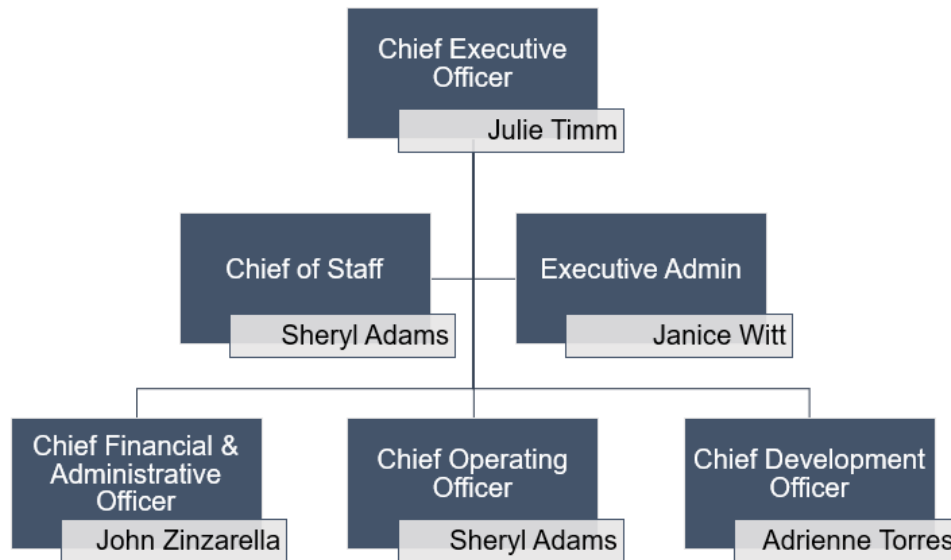 Chief Executive
Officer
Julie Timm
Chief of Staff
Sheryl Adams
Executive Admin
Janice Witt
Chief Financial &
Administrative
Officer
John Zinzarella
Chief Operating
Officer
Sheryl Adams
Chief Development
Officer
Adrienne Torres